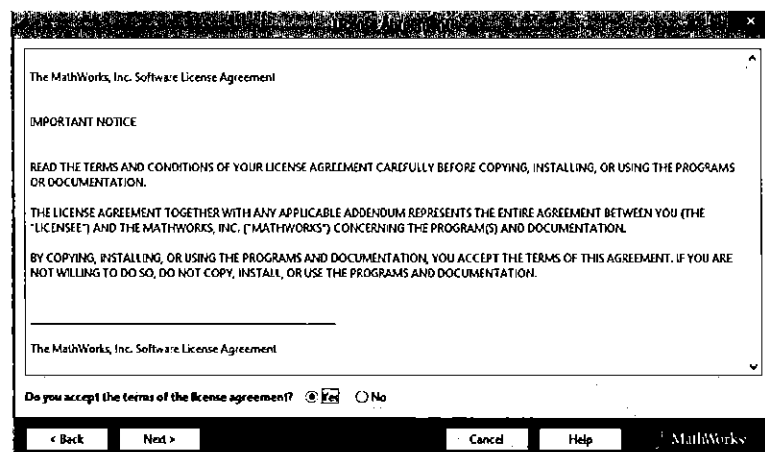 License Agreement
The MathWorks, Inc. Software License Agreement
IMPORTANT NOTICE
READ THE TERMS AND CONDITIONS OF YOUR LICENSE AGREEMENT CAREFULLY BEFORE COPYING, INSTALLING, OR USING THE PROGRAMS
OR DOCUMENTATION.
THE LICENSE AGREEMENT TOGETHER WITH ANY APPLICABLE ADDENDUM REPRESENTS THE ENTIRE AGREEMENT BETWEEN YOU (THE
"LICENSEE") AND THE MATHWORKS, INC. ("MATHWORKS") CONCERNING THE PROGRAM(S) AND DOCUMENTATION.
BY COPYING, INSTALLING, OR USING THE PROGRAMS AND DOCUMENTATION, YOU ACCEPT THE TERMS OF THIS AGREEMENT. IF YOU ARE
NOT WILLING TO DO SO, DO NOT COPY, INSTALL, OR USE THE PROGRAMS AND DOCUMENTATION.
The MathWorks, Inc. Software License Agreement
Do you accept the terms of the license agreement? Yes No
< Back Next > Cancel Help MathWorks